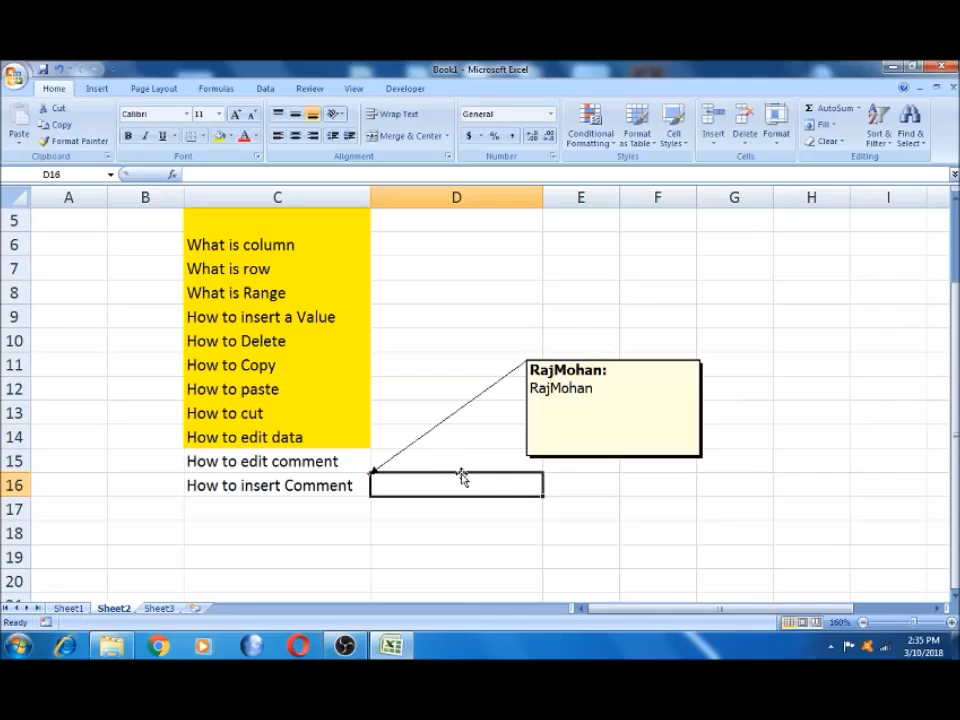 Book1 - Microsoft Excel
Home Insert Page Layout Formulas Data Review View Developer
Paste
Cut
Copy
Format Painter
Clipboard
Calibri 11
B I U
Font
Wrap Text
Merge & Center
Alignment
General
$ % ,
Number
Conditional Formatting
Format as Table
Cell Styles
Styles
Insert Delete Format
Cells
AutoSum
Fill
Clear
Sort & Filter
Find & Select
Editing
D16 fx
A B C D E F G H I
5
6 What is column
7 What is row
8 What is Range
9 How to insert a Value
10 How to Delete
11 How to Copy
12 How to paste
13 How to cut
14 How to edit data
15 How to edit comment
16 How to insert Comment
17
18
19
20
RajMohan:
RajMohan
Sheet1 Sheet2 Sheet3
Ready
160%
2:35 PM
3/10/2018